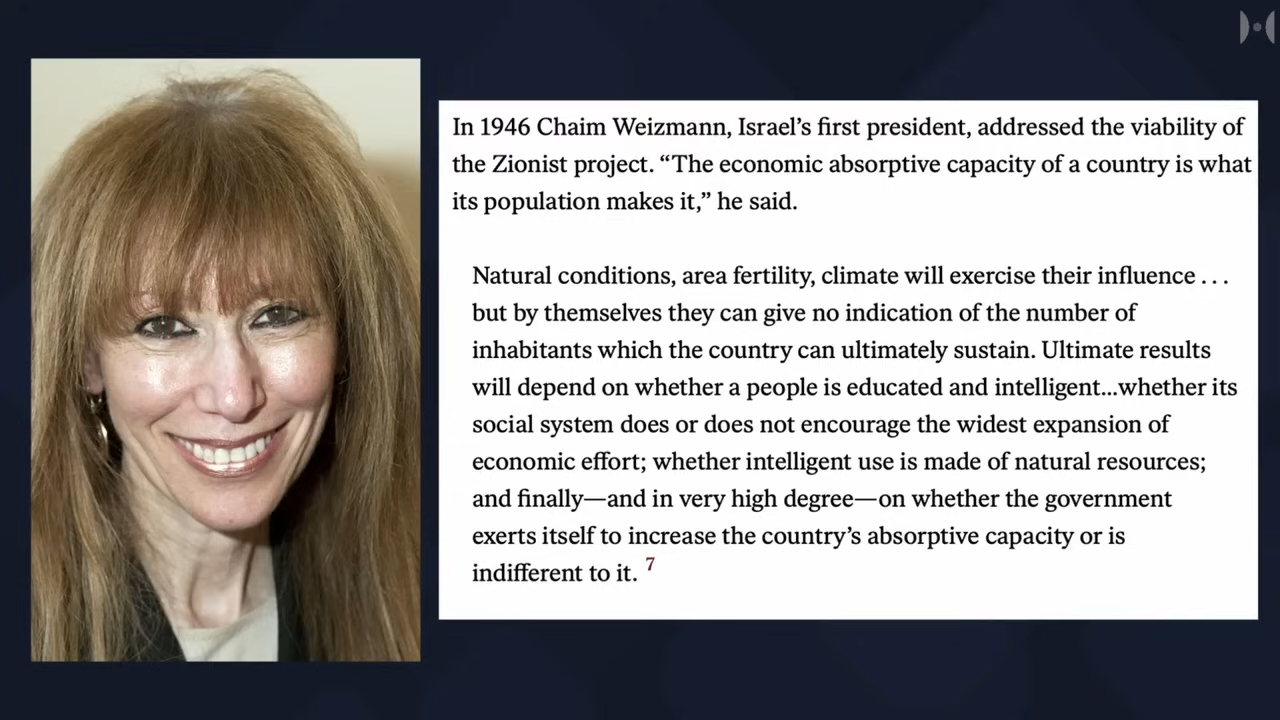 In 1946 Chaim Weizmann, Israel’s first president, addressed the viability of
the Zionist project. “The economic absorptive capacity of a country is what
its population makes it,” he said.
Natural conditions, area fertility, climate will exercise their influence . . .
but by themselves they can give no indication of the number of
inhabitants which the country can ultimately sustain. Ultimate results
will depend on whether a people is educated and intelligent...whether its
social system does or does not encourage the widest expansion of
economic effort; whether intelligent use is made of natural resources;
and finally—and in very high degree—on whether the government
exerts itself to increase the country’s absorptive capacity or is
indifferent to it. 7